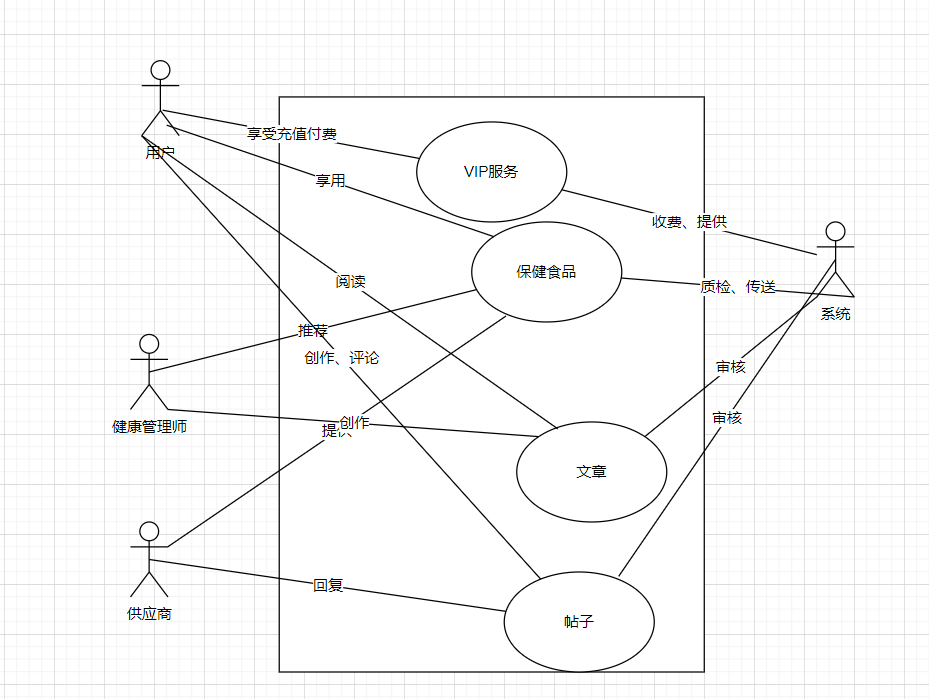 享受充值付费
用户
VIP服务
享用
收费、提供
保健食品
阅读
质检、传送
系统
推荐
创作、评论
审核
健康管理师
创作
提供
审核
文章
回复
供应商
帖子